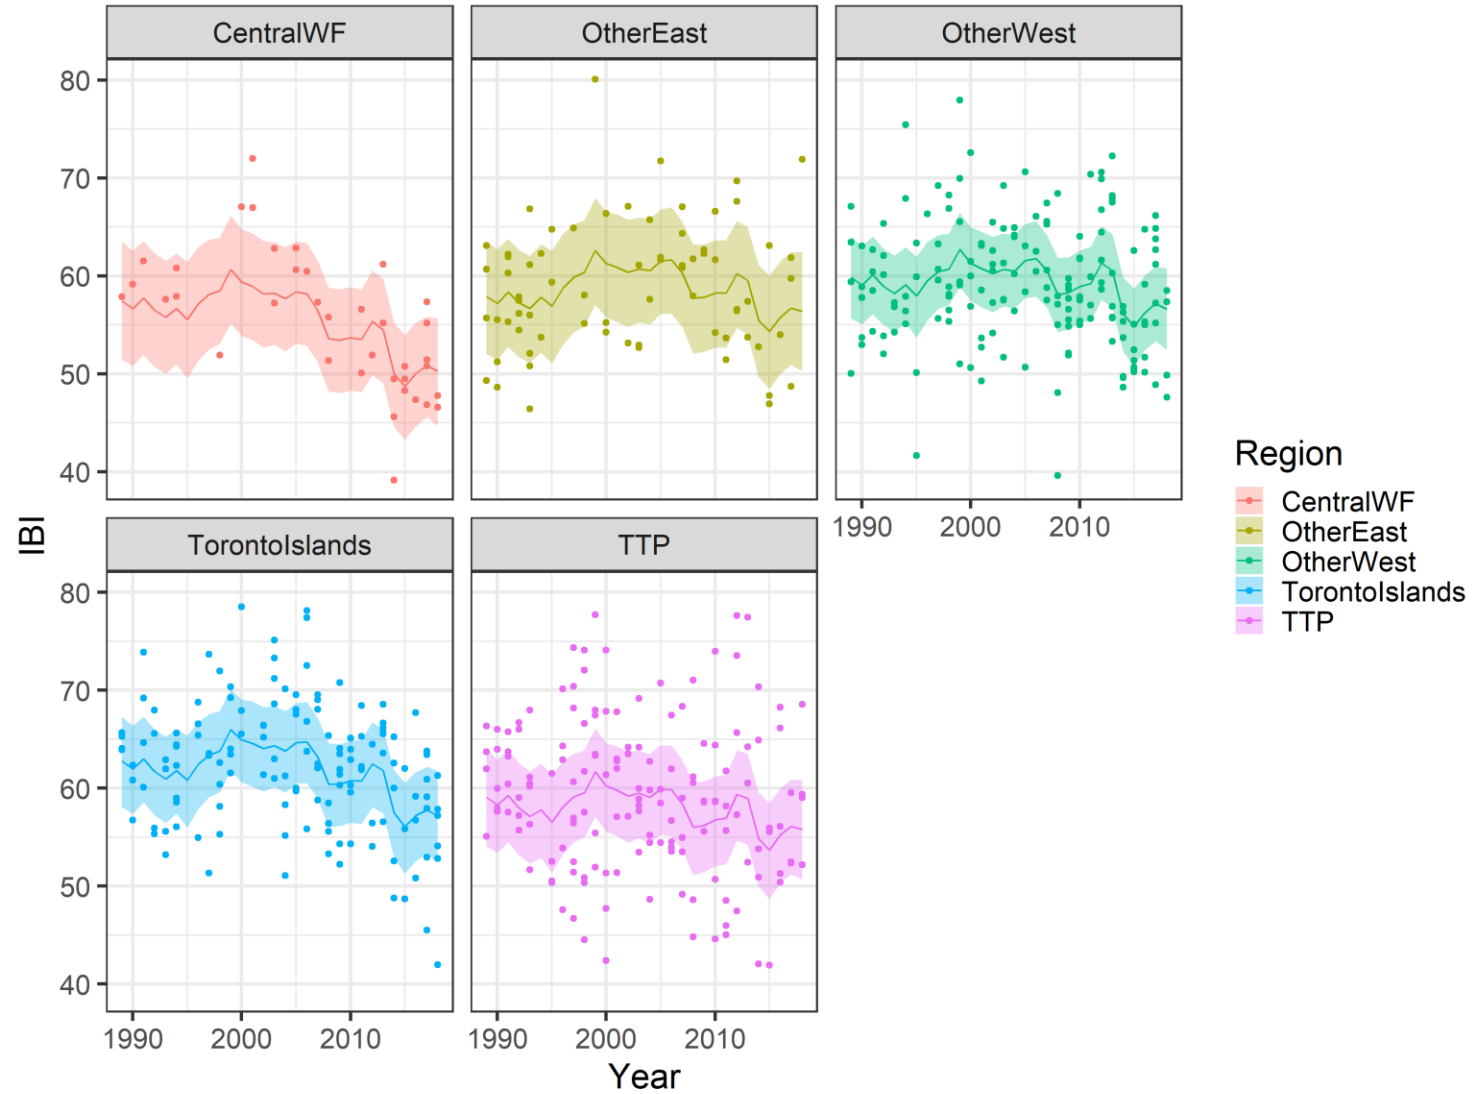 CentralWF OtherEast OtherWest
80
70
60
50
40
1990 2000 2010
IBI
TorontoIslands TTP
80
70
60
50
40
1990 2000 2010 1990 2000 2010
Year
Region
CentralWF
OtherEast
OtherWest
TorontoIslands
TTP